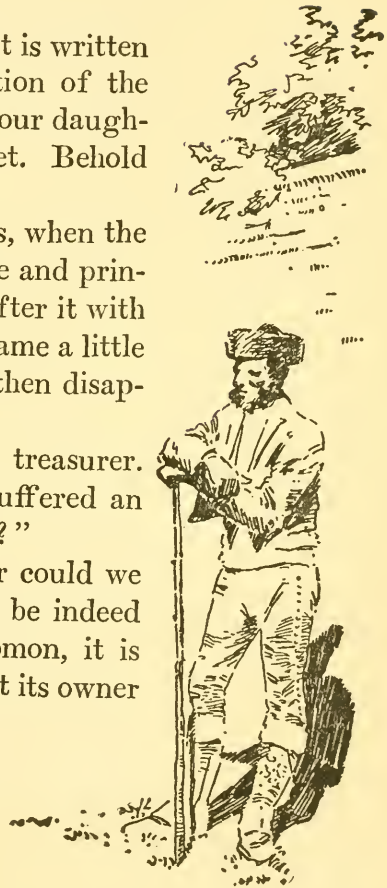 t is written
tion of the
our daugh-
et. Behold
s, when the
e and prin-
fter it with
ame a little
then disap-
treasurer.
uffered an
?"
r could we
be indeed
omon, it is
t its owner